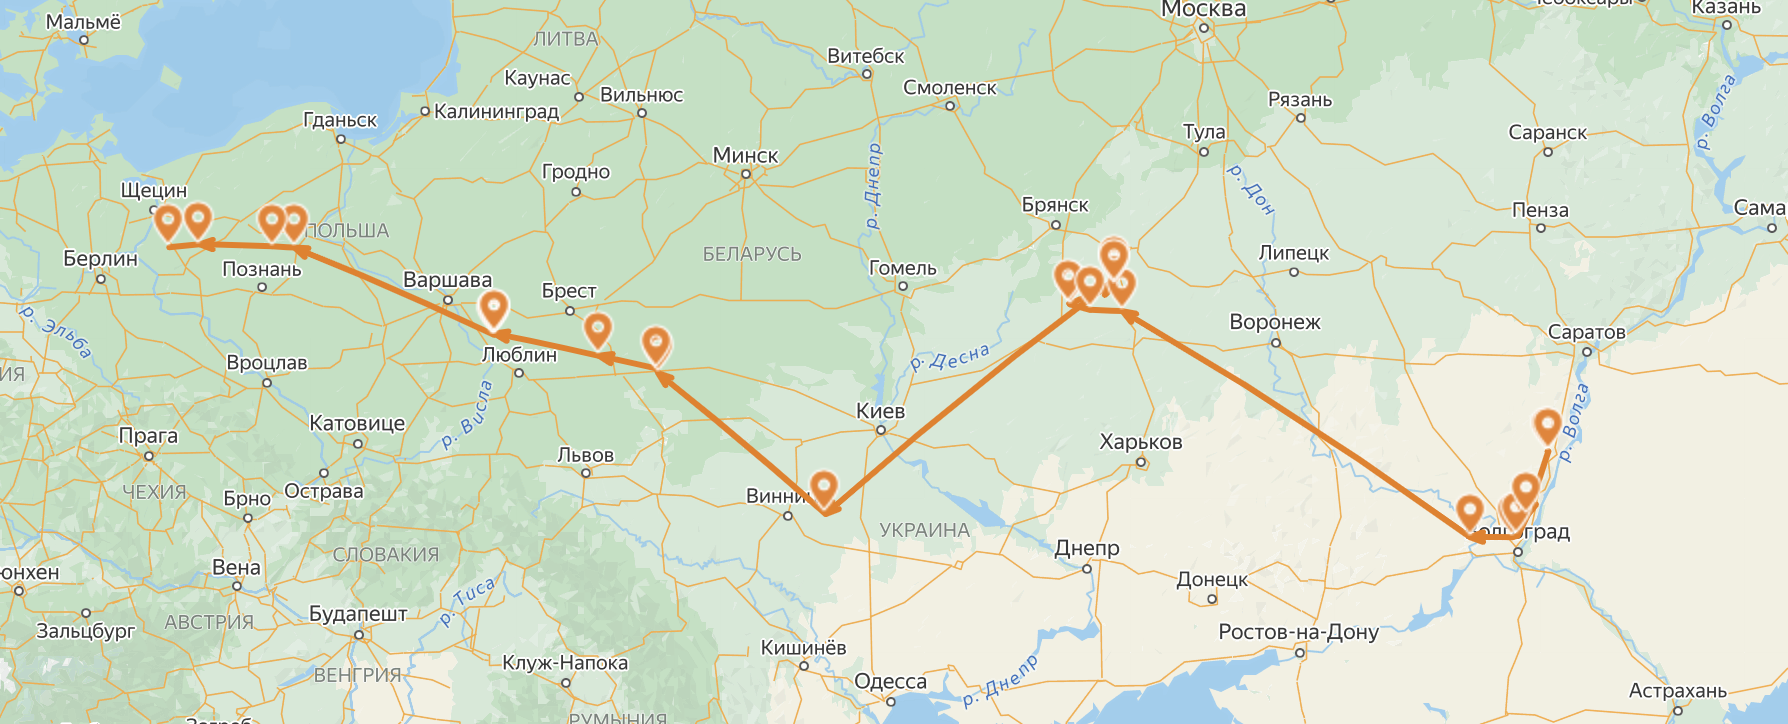 Москва
Казань
Мальмё
ЛИТВА
Витебск
Каунас
Вильнюс
Смоленск
Рязань
р. Волга
Гданьск
Калининград
Тула
Саранск
Минск
Гродно
р. Днепр
р. Дон
Щецин
Брянск
Пенза
Сама
ПОЛЬША
БЕЛАРУСЬ
Липецк
Берлин
Познань
Гомель
Варшава
Брест
Воронеж
Саратов
р. Эльба
Люблин
р. Десна
Вроцлав
ИЯ
р. Висла
Киев
р. Волга
Катовице
Прага
Харьков
Львов
ЧЕХИЯ
Брно
Острава
Винни
УКРАИНА
град
СЛОВАКИЯ
Днепр
Вена
юнхен
Донецк
р. Тиса
Будапешт
АВСТРИЯ
Зальцбург
Ростов-на-Дону
Кишинёв
Клуж-Напока
ВЕНГРИЯ
Одесса
р. Днепр
Астрахань
РУМЫНИЯ